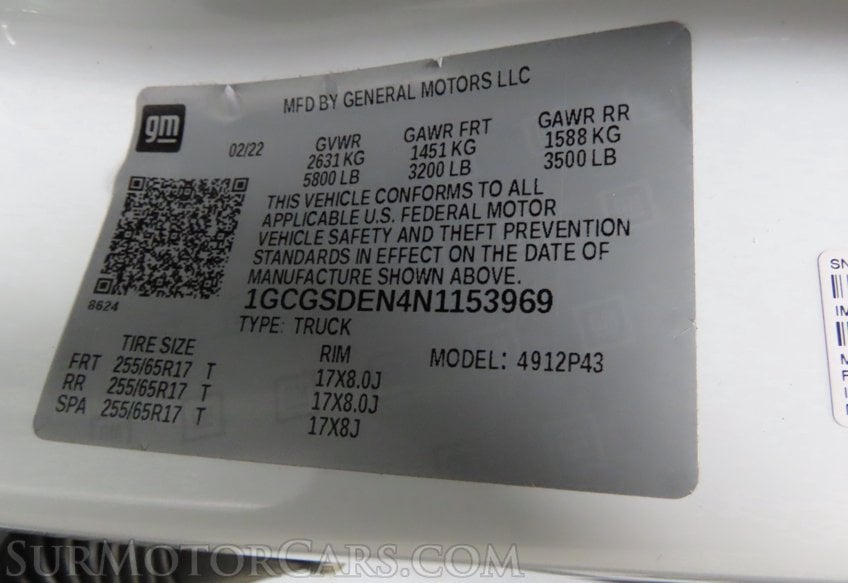 MFD BY GENERAL MOTORS LLC
gm
02/22
GVWR
2631 KG
5800 LB
GAWR FRT
1451 KG
3200 LB
GAWR RR
1588 KG
3500 LB
THIS VEHICLE CONFORMS TO ALL
APPLICABLE U.S. FEDERAL MOTOR
VEHICLE SAFETY AND THEFT PREVENTION
STANDARDS IN EFFECT ON THE DATE OF
MANUFACTURE SHOWN ABOVE.
8624
1GCGSDEN4N1153969
TYPE: TRUCK
TIRE SIZE
RIM
MODEL: 4912P43
FRT 255/65R17 T 17X8.0J
RR 255/65R17 T 17X8.0J
SPA 255/65R17 T 17X8J
SN
IM
SurMotorCars.com